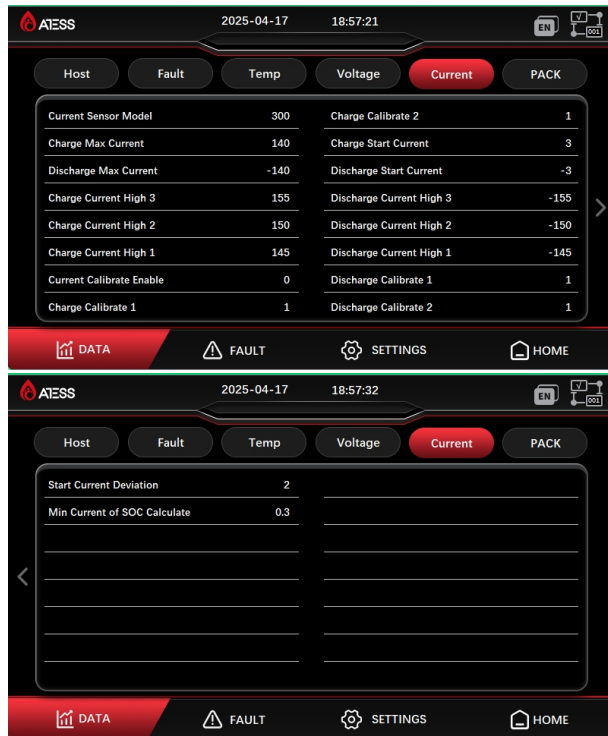 ATESS 2025-04-17 18:57:21 EN 001
Host Fault Temp Voltage Current PACK
Current Sensor Model 300 Charge Calibrate 2 1
Charge Max Current 140 Charge Start Current 3
Discharge Max Current -140 Discharge Start Current -3
Charge Current High 3 155 Discharge Current High 3 -155
Charge Current High 2 150 Discharge Current High 2 -150
Charge Current High 1 145 Discharge Current High 1 -145
Current Calibrate Enable 0 Discharge Calibrate 1 1
Charge Calibrate 1 1 Discharge Calibrate 2 1
DATA FAULT SETTINGS HOME
ATESS 2025-04-17 18:57:32 EN 001
Host Fault Temp Voltage Current PACK
Start Current Deviation 2
Min Current of SOC Calculate 0.3
DATA FAULT SETTINGS HOME